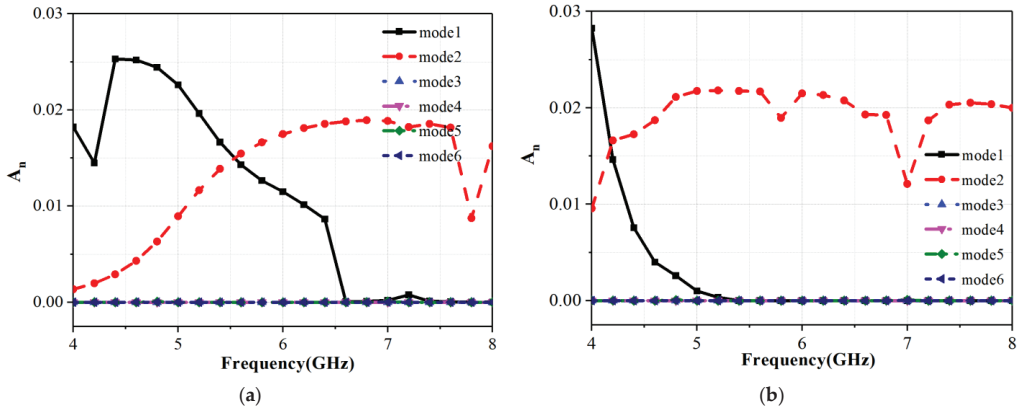 0.03
0.02
0.01
0.00
Aₙ
mode1
mode2
mode3
mode4
mode5
mode6
4 5 6 7 8
Frequency(GHz)
(a)
0.03
0.02
0.01
0.00
Aₙ
mode1
mode2
mode3
mode4
mode5
mode6
4 5 6 7 8
Frequency(GHz)
(b)